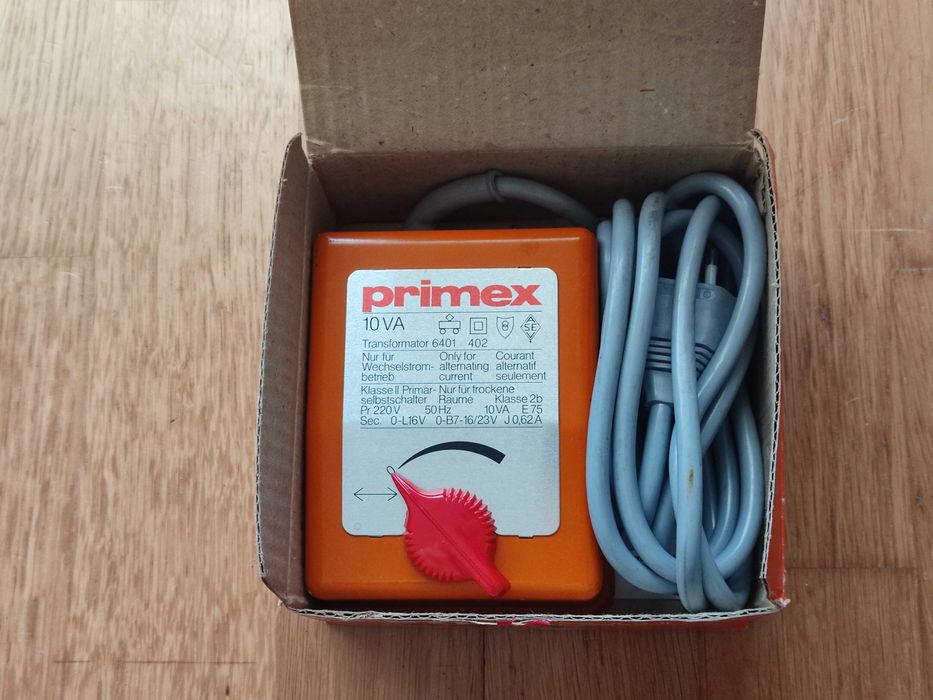 primex
10 VA
SE
Transformator 6401 402
Nur für Only for Courant
Wechselstrom- alternating alternatif
betrieb current seulement
Klasse II Primär- Nur für trockene
selbstschalter Räume Klasse 2b
Pr 220 V 50 Hz 10 VA E 75
Sec. 0-L16V 0-B7-16/23V J 0,62 A
0